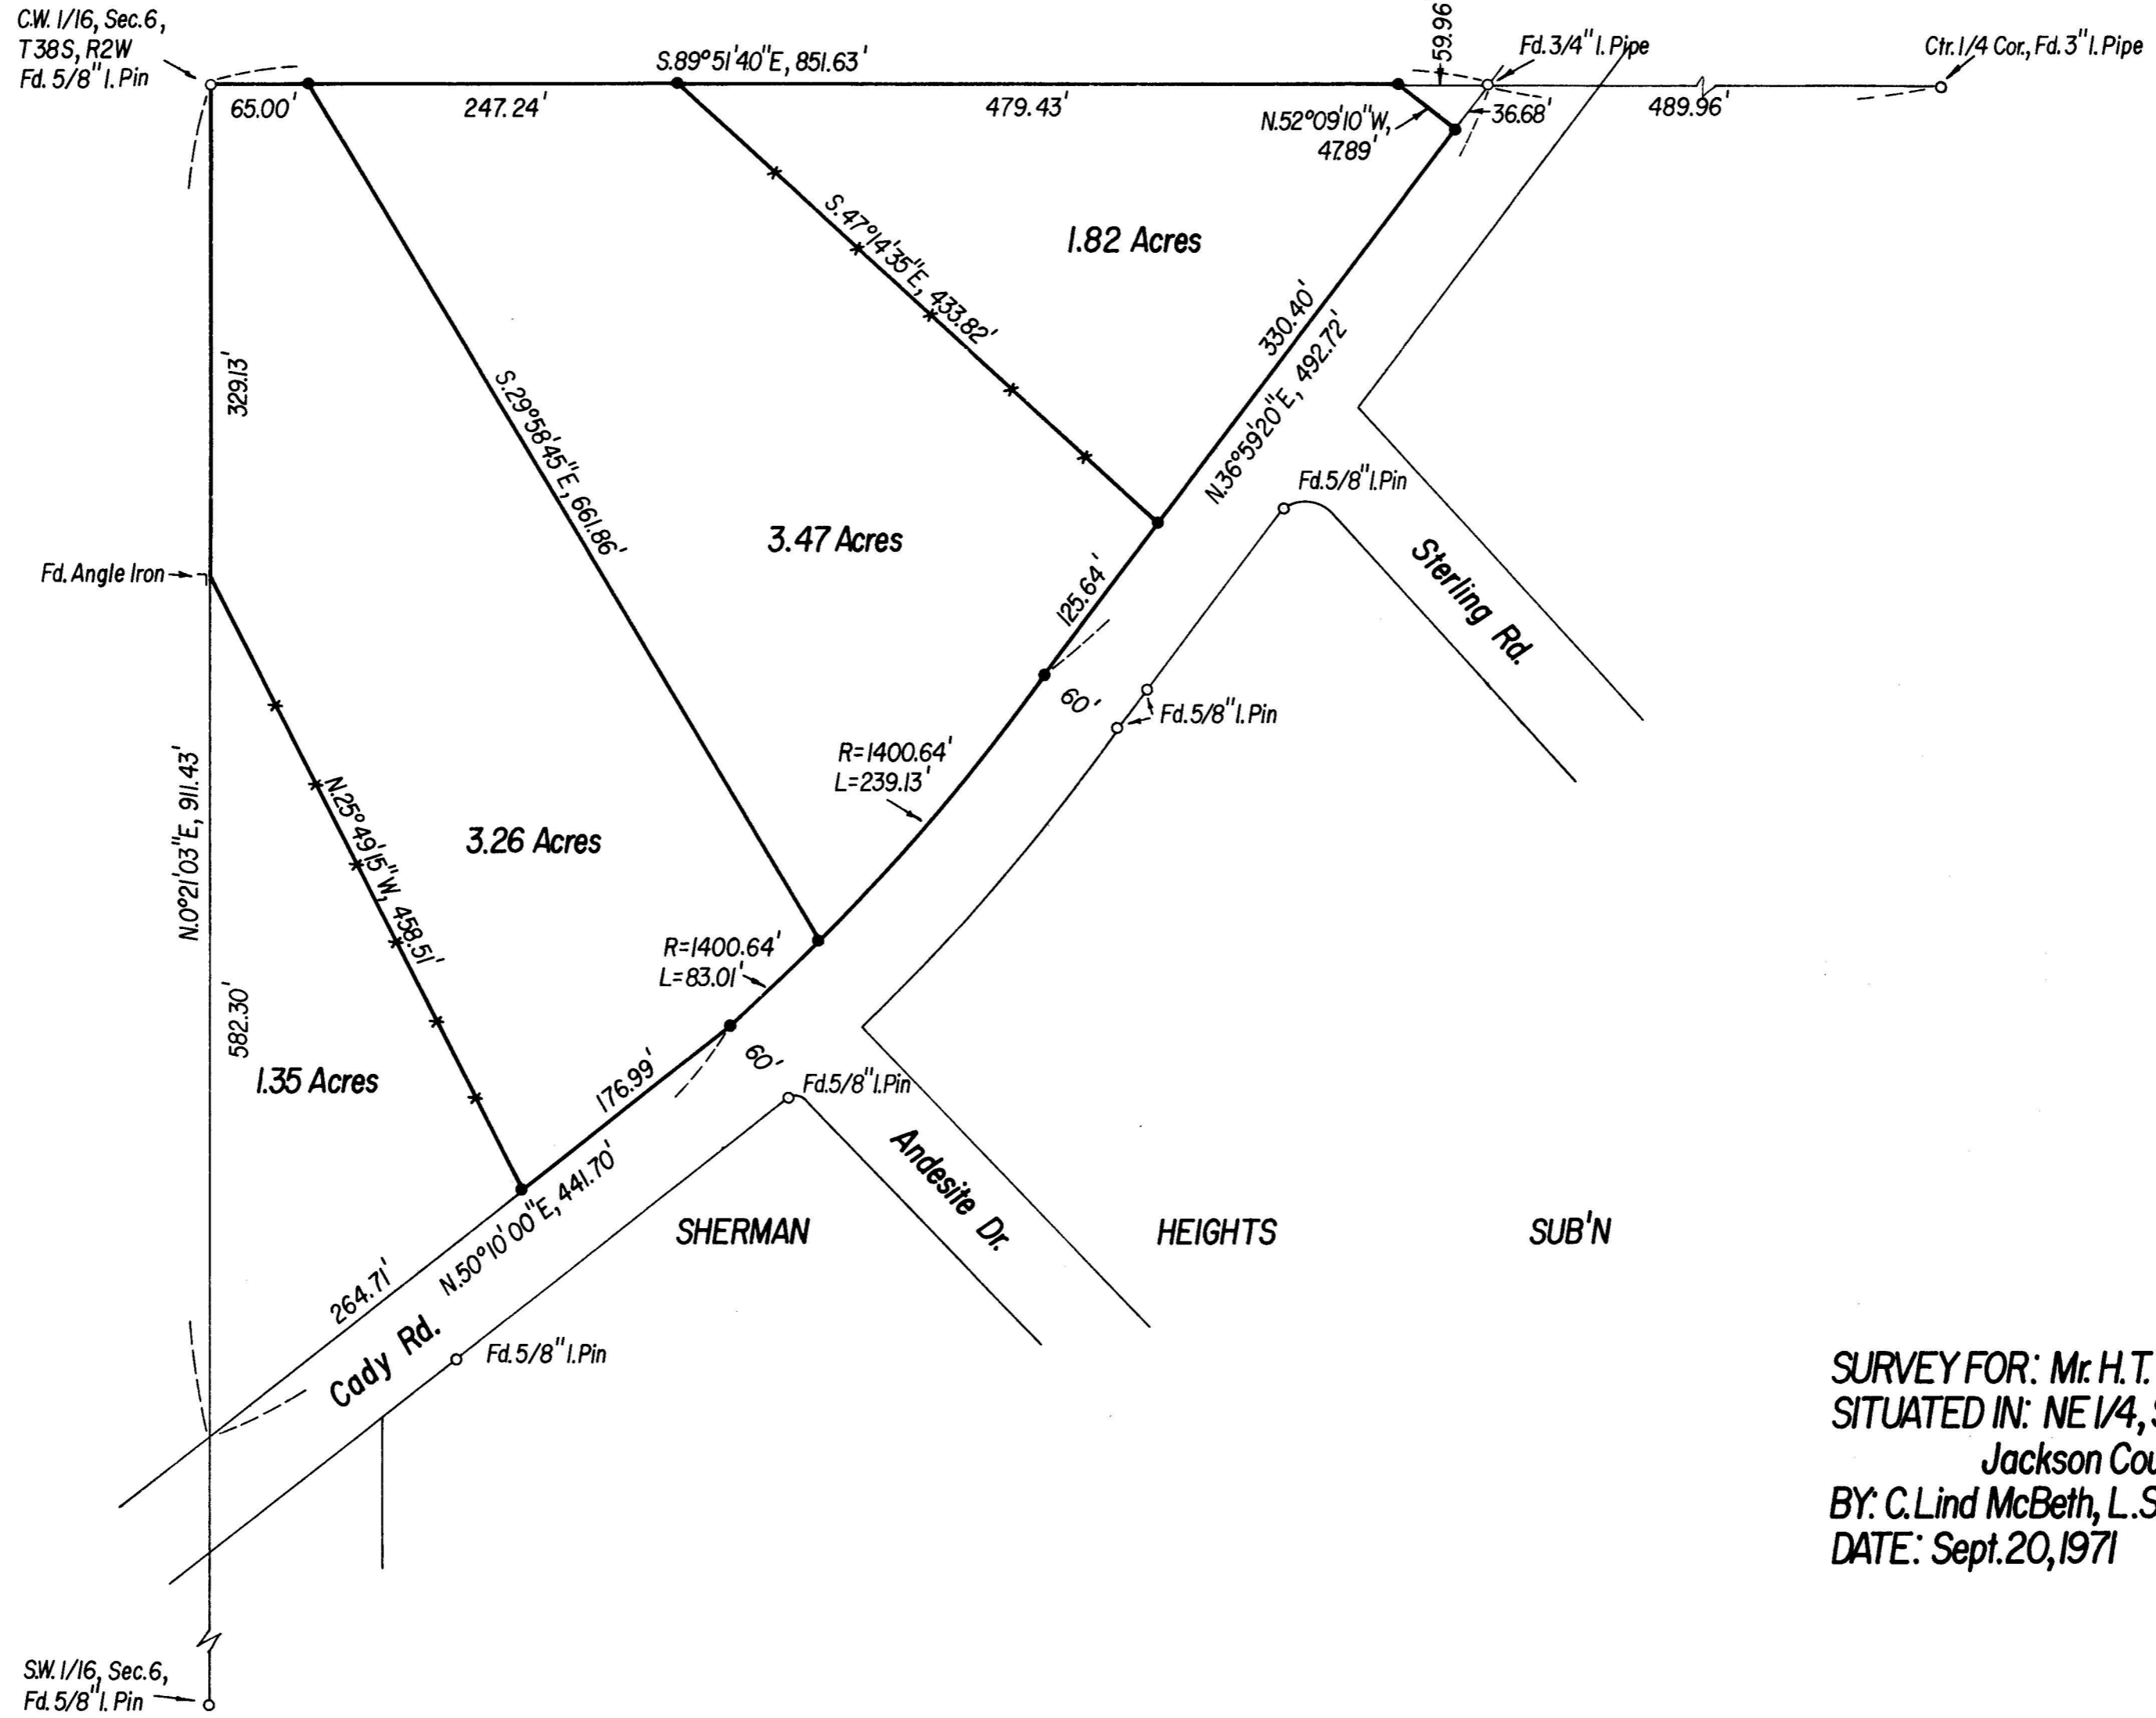 C.W. 1/16, Sec.6,
T38S, R2W
Fd. 5/8" I. Pin
S.89°51'40"E, 851.63'
59.96
Fd. 3/4" I. Pipe
Ctr. 1/4 Cor., Fd. 3" I. Pipe
65.00'
247.24'
479.43'
N.52°09'10"W,
47.89'
36.68'
489.96'
S.47°14'35"E, 433.82'
1.82 Acres
329.13'
S.29°58'45"E, 661.86'
330.40'
N.36°59'20"E, 492.72'
Fd. 5/8" I. Pin
3.47 Acres
Sterling Rd.
Fd. Angle Iron
125.64'
60'
Fd. 5/8" I. Pin
R=1400.64'
L=239.13'
N.0°21'03"E, 911.43'
N.25°49'15"W, 458.51'
3.26 Acres
R=1400.64'
L=83.01'
582.30'
1.35 Acres
176.99'
60'
Fd. 5/8" I. Pin
Andesite Dr.
N.50°10'00"E, 441.70'
SHERMAN HEIGHTS SUB'N
264.71'
Cady Rd.
Fd. 5/8" I. Pin
SURVEY FOR: Mr. H.T.
SITUATED IN: NE 1/4,
Jackson Cou
BY: C. Lind McBeth, L.S
DATE: Sept. 20, 1971
S.W. 1/16, Sec.6,
Fd. 5/8" I. Pin